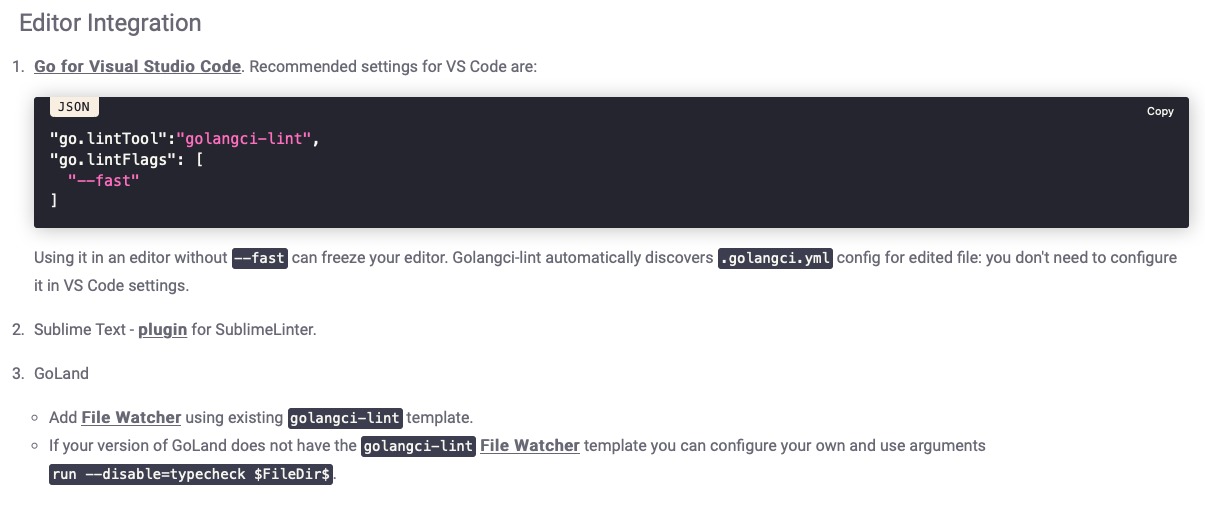 Editor Integration
1. Go for Visual Studio Code. Recommended settings for VS Code are:
JSON
Copy
"go.lintTool":"golangci-lint",
"go.lintFlags": [
  "--fast"
]
Using it in an editor without --fast can freeze your editor. Golangci-lint automatically discovers .golangci.yml config for edited file: you don't need to configure
it in VS Code settings.
2. Sublime Text - plugin for SublimeLinter.
3. GoLand
◦ Add File Watcher using existing golangci-lint template.
◦ If your version of GoLand does not have the golangci-lint File Watcher template you can configure your own and use arguments
run --disable=typecheck $FileDir$.